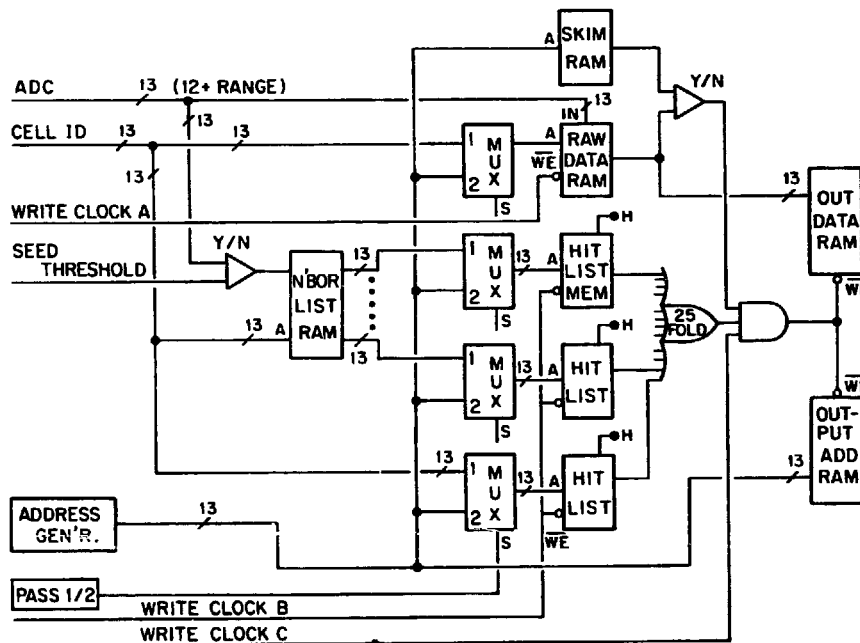 SKIM
RAM
A
Y/N
ADC
13
(12+ RANGE)
13
13
IN
CELL ID
13
13
13
1
2
M
U
X
S
A
WE
RAW
DATA
RAM
13
OUT
DATA
RAM
WRITE CLOCK A
SEED
THRESHOLD
Y/N
N'BOR
LIST
RAM
13
A
13
13
1
2
M
U
X
S
13
A
HIT
LIST
MEM
H
25
FOLD
1
2
M
U
X
S
13
A
HIT
LIST
H
13
1
2
M
U
X
S
13
A
WE
HIT
LIST
H
13
OUT-
PUT
ADD
RAM
ADDRESS
GEN'R.
13
PASS 1/2
WRITE CLOCK B
WRITE CLOCK C